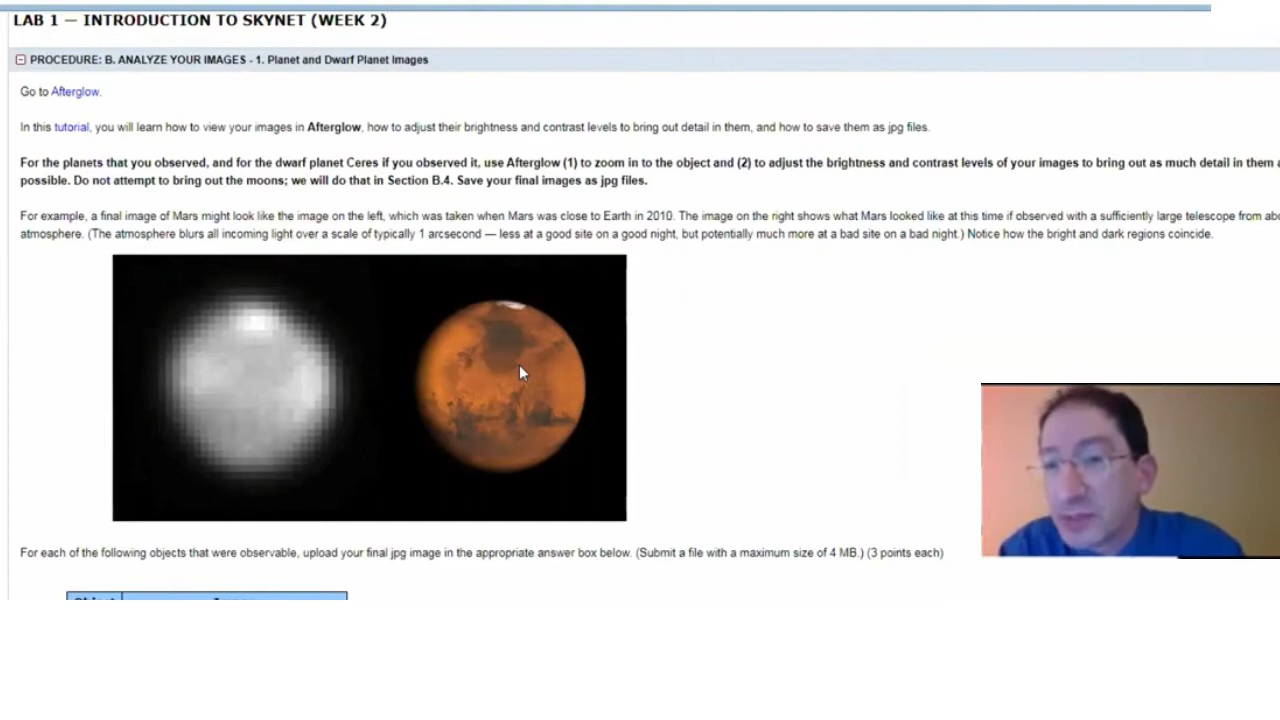 LAB 1 — INTRODUCTION TO SKYNET (WEEK 2)
PROCEDURE: B. ANALYZE YOUR IMAGES - 1. Planet and Dwarf Planet Images
Go to Afterglow.
In this tutorial, you will learn how to view your images in Afterglow, how to adjust their brightness and contrast levels to bring out detail in them, and how to save them as jpg files.
For the planets that you observed, and for the dwarf planet Ceres if you observed it, use Afterglow (1) to zoom in to the object and (2) to adjust the brightness and contrast levels of your images to bring out as much detail in them
possible. Do not attempt to bring out the moons; we will do that in Section B.4. Save your final images as jpg files.
For example, a final image of Mars might look like the image on the left, which was taken when Mars was close to Earth in 2010. The image on the right shows what Mars looked like at this time if observed with a sufficiently large telescope from
atmosphere. (The atmosphere blurs all incoming light over a scale of typically 1 arcsecond — less at a good site on a good night, but potentially much more at a bad site on a bad night.) Notice how the bright and dark regions coincide.
For each of the following objects that were observable, upload your final jpg image in the appropriate answer box below. (Submit a file with a maximum size of 4 MB.) (3 points each)